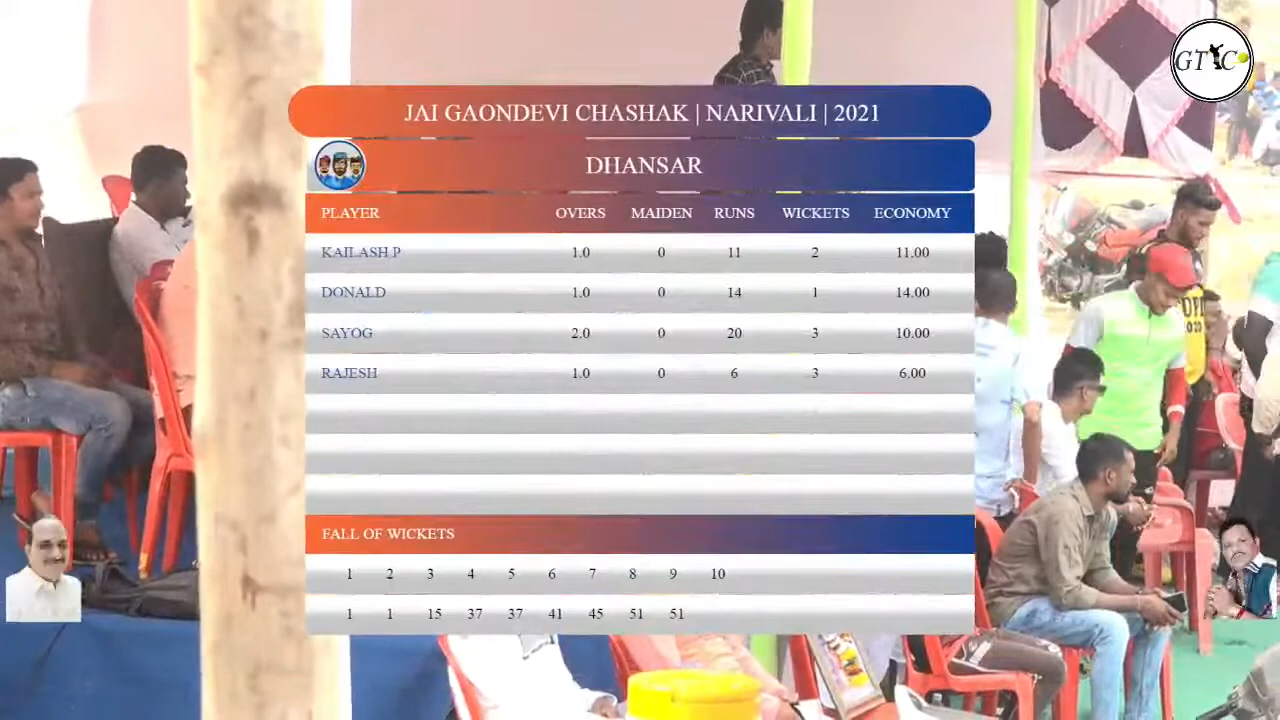 GTC
JAI GAONDEVI CHASHAK | NARIVALI | 2021
DHANSAR
PLAYER OVERS MAIDEN RUNS WICKETS ECONOMY
KAILASH P 1.0 0 11 2 11.00
DONALD 1.0 0 14 1 14.00
SAYOG 2.0 0 20 3 10.00
RAJESH 1.0 0 6 3 6.00
FALL OF WICKETS
1 2 3 4 5 6 7 8 9 10
1 1 15 37 37 41 45 51 51